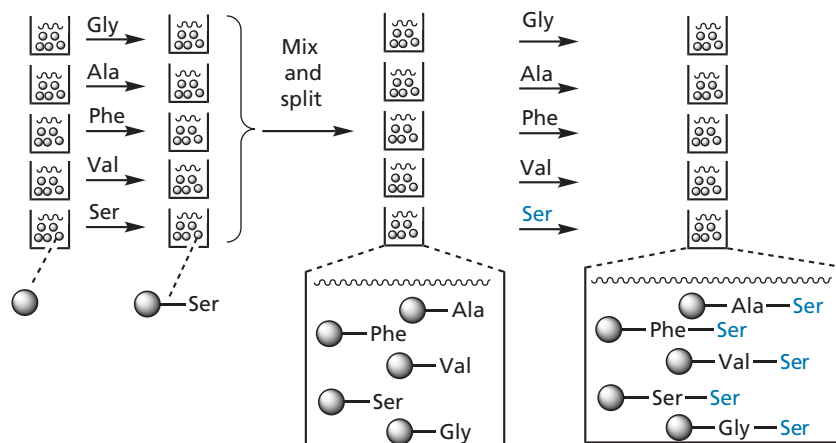 Gly
Ala
Phe
Val
Ser
Ser
Mix
and
split
Ala
Phe
Val
Ser
Gly
Gly
Ala
Phe
Val
Ser
Ala Ser
Phe Ser
Val Ser
Ser Ser
Gly Ser